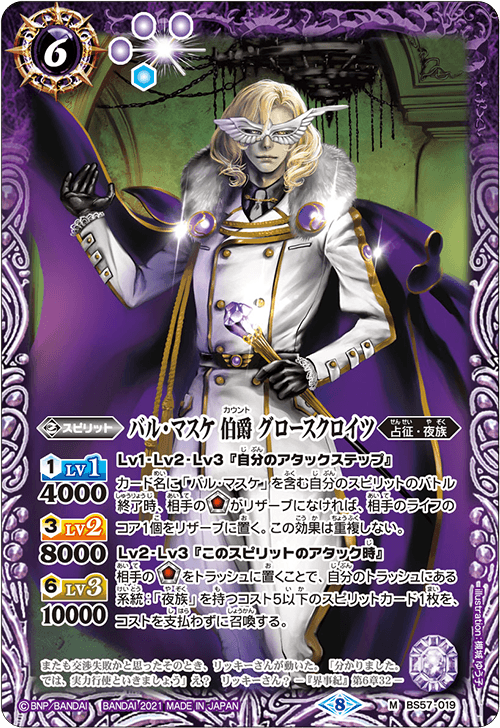 6
スピリット
カウント
バル・マスケ 伯爵 グロースクロイツ
せんせい やぞく
占征・夜族
1 LV1
4000
3 LV2
8000
6 LV3
10000
Lv1・Lv2・Lv3『自分のアタックステップ』
カード名に「バル・マスケ」を含む自分のスピリットのバトル
終了時、相手の がリザーブになければ、相手のライフの
コア1個をリザーブに置く。この効果は重複しない。
Lv2・Lv3『このスピリットのアタック時』
相手の をトラッシュに置くことで、自分のトラッシュにある
系統:「夜族」を持つコスト5以下のスピリットカード1枚を、
コストを支払わずに召喚する。
またも交渉失敗かと思ったそのとき、リッキーさんが動いた。「分かりました。
では、実力行使といきましょう」え? リッキーさん? ―『界事紀』第6章32―
©BNP/BANDAI BANDAI 2021 MADE IN JAPAN
8
M BS57-019